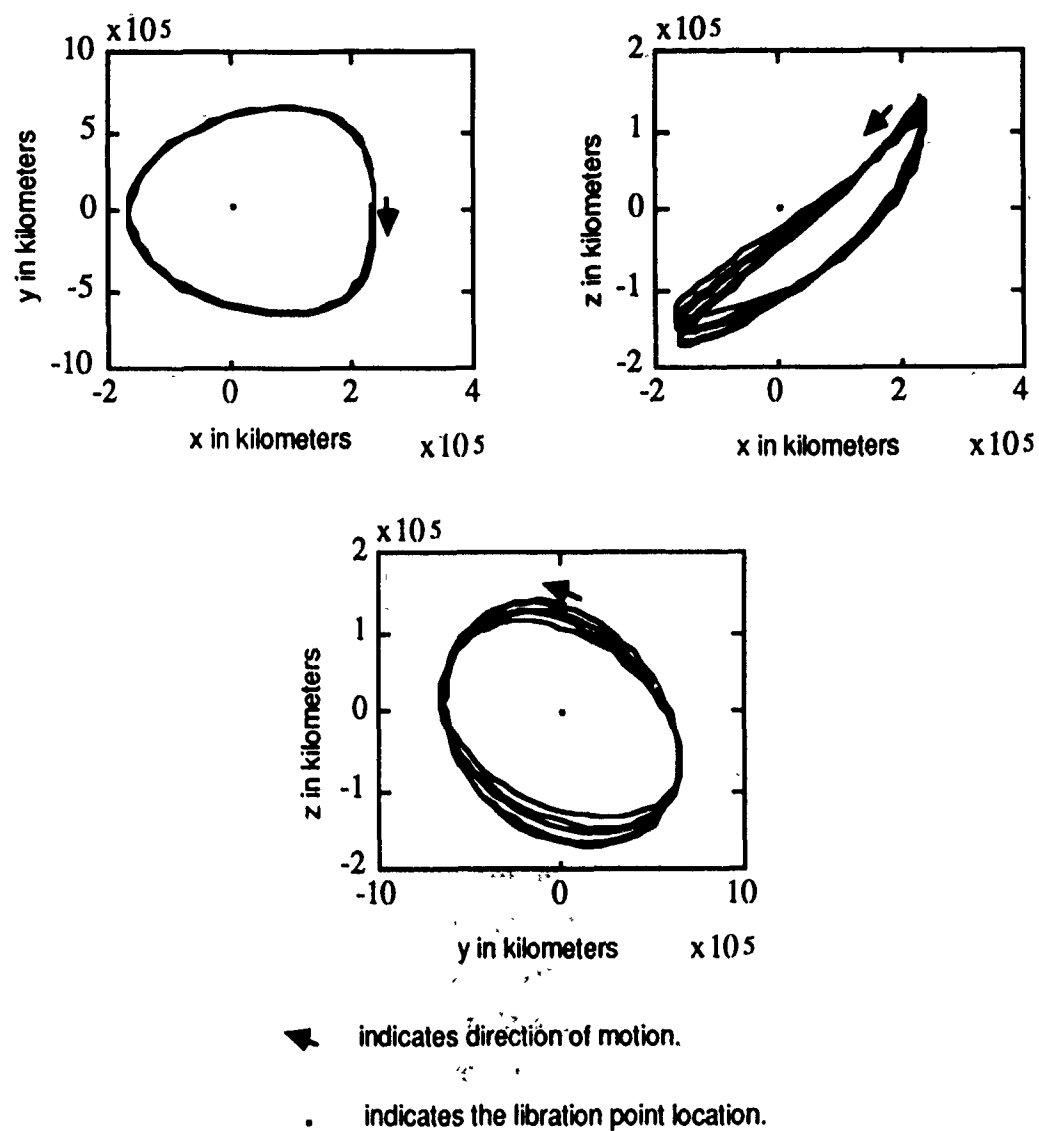 x105
10
5
0
-5
-10
y in kilometers
-2 0 2 4
x in kilometers x105
x105
2
1
0
-1
-2
z in kilometers
-2 0 2 4
x in kilometers x105
x105
2
1
0
-1
-2
z in kilometers
-10 0 10
y in kilometers x105
indicates direction of motion.
indicates the libration point location.